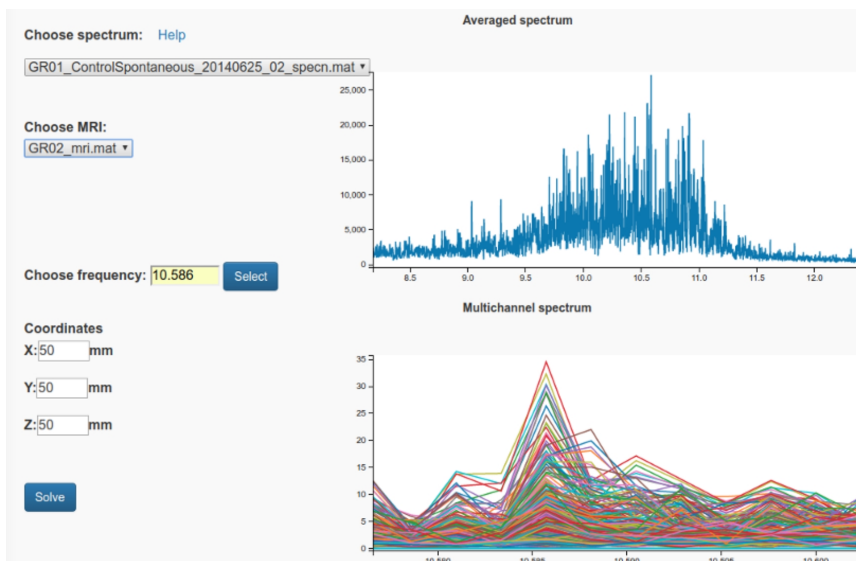 Averaged spectrum
Choose spectrum: Help
GR01_ControlSpontaneous_20140625_02_specn.mat
25,000
20,000
15,000
10,000
5,000
0
8.5 9.0 9.5 10.0 10.5 11.0 11.5 12.0
Choose MRI:
GR02_mri.mat
Choose frequency: 10.586 Select
Multichannel spectrum
Coordinates
X: 50 mm
Y: 50 mm
Z: 50 mm
Solve
35
30
25
20
15
10
5
0